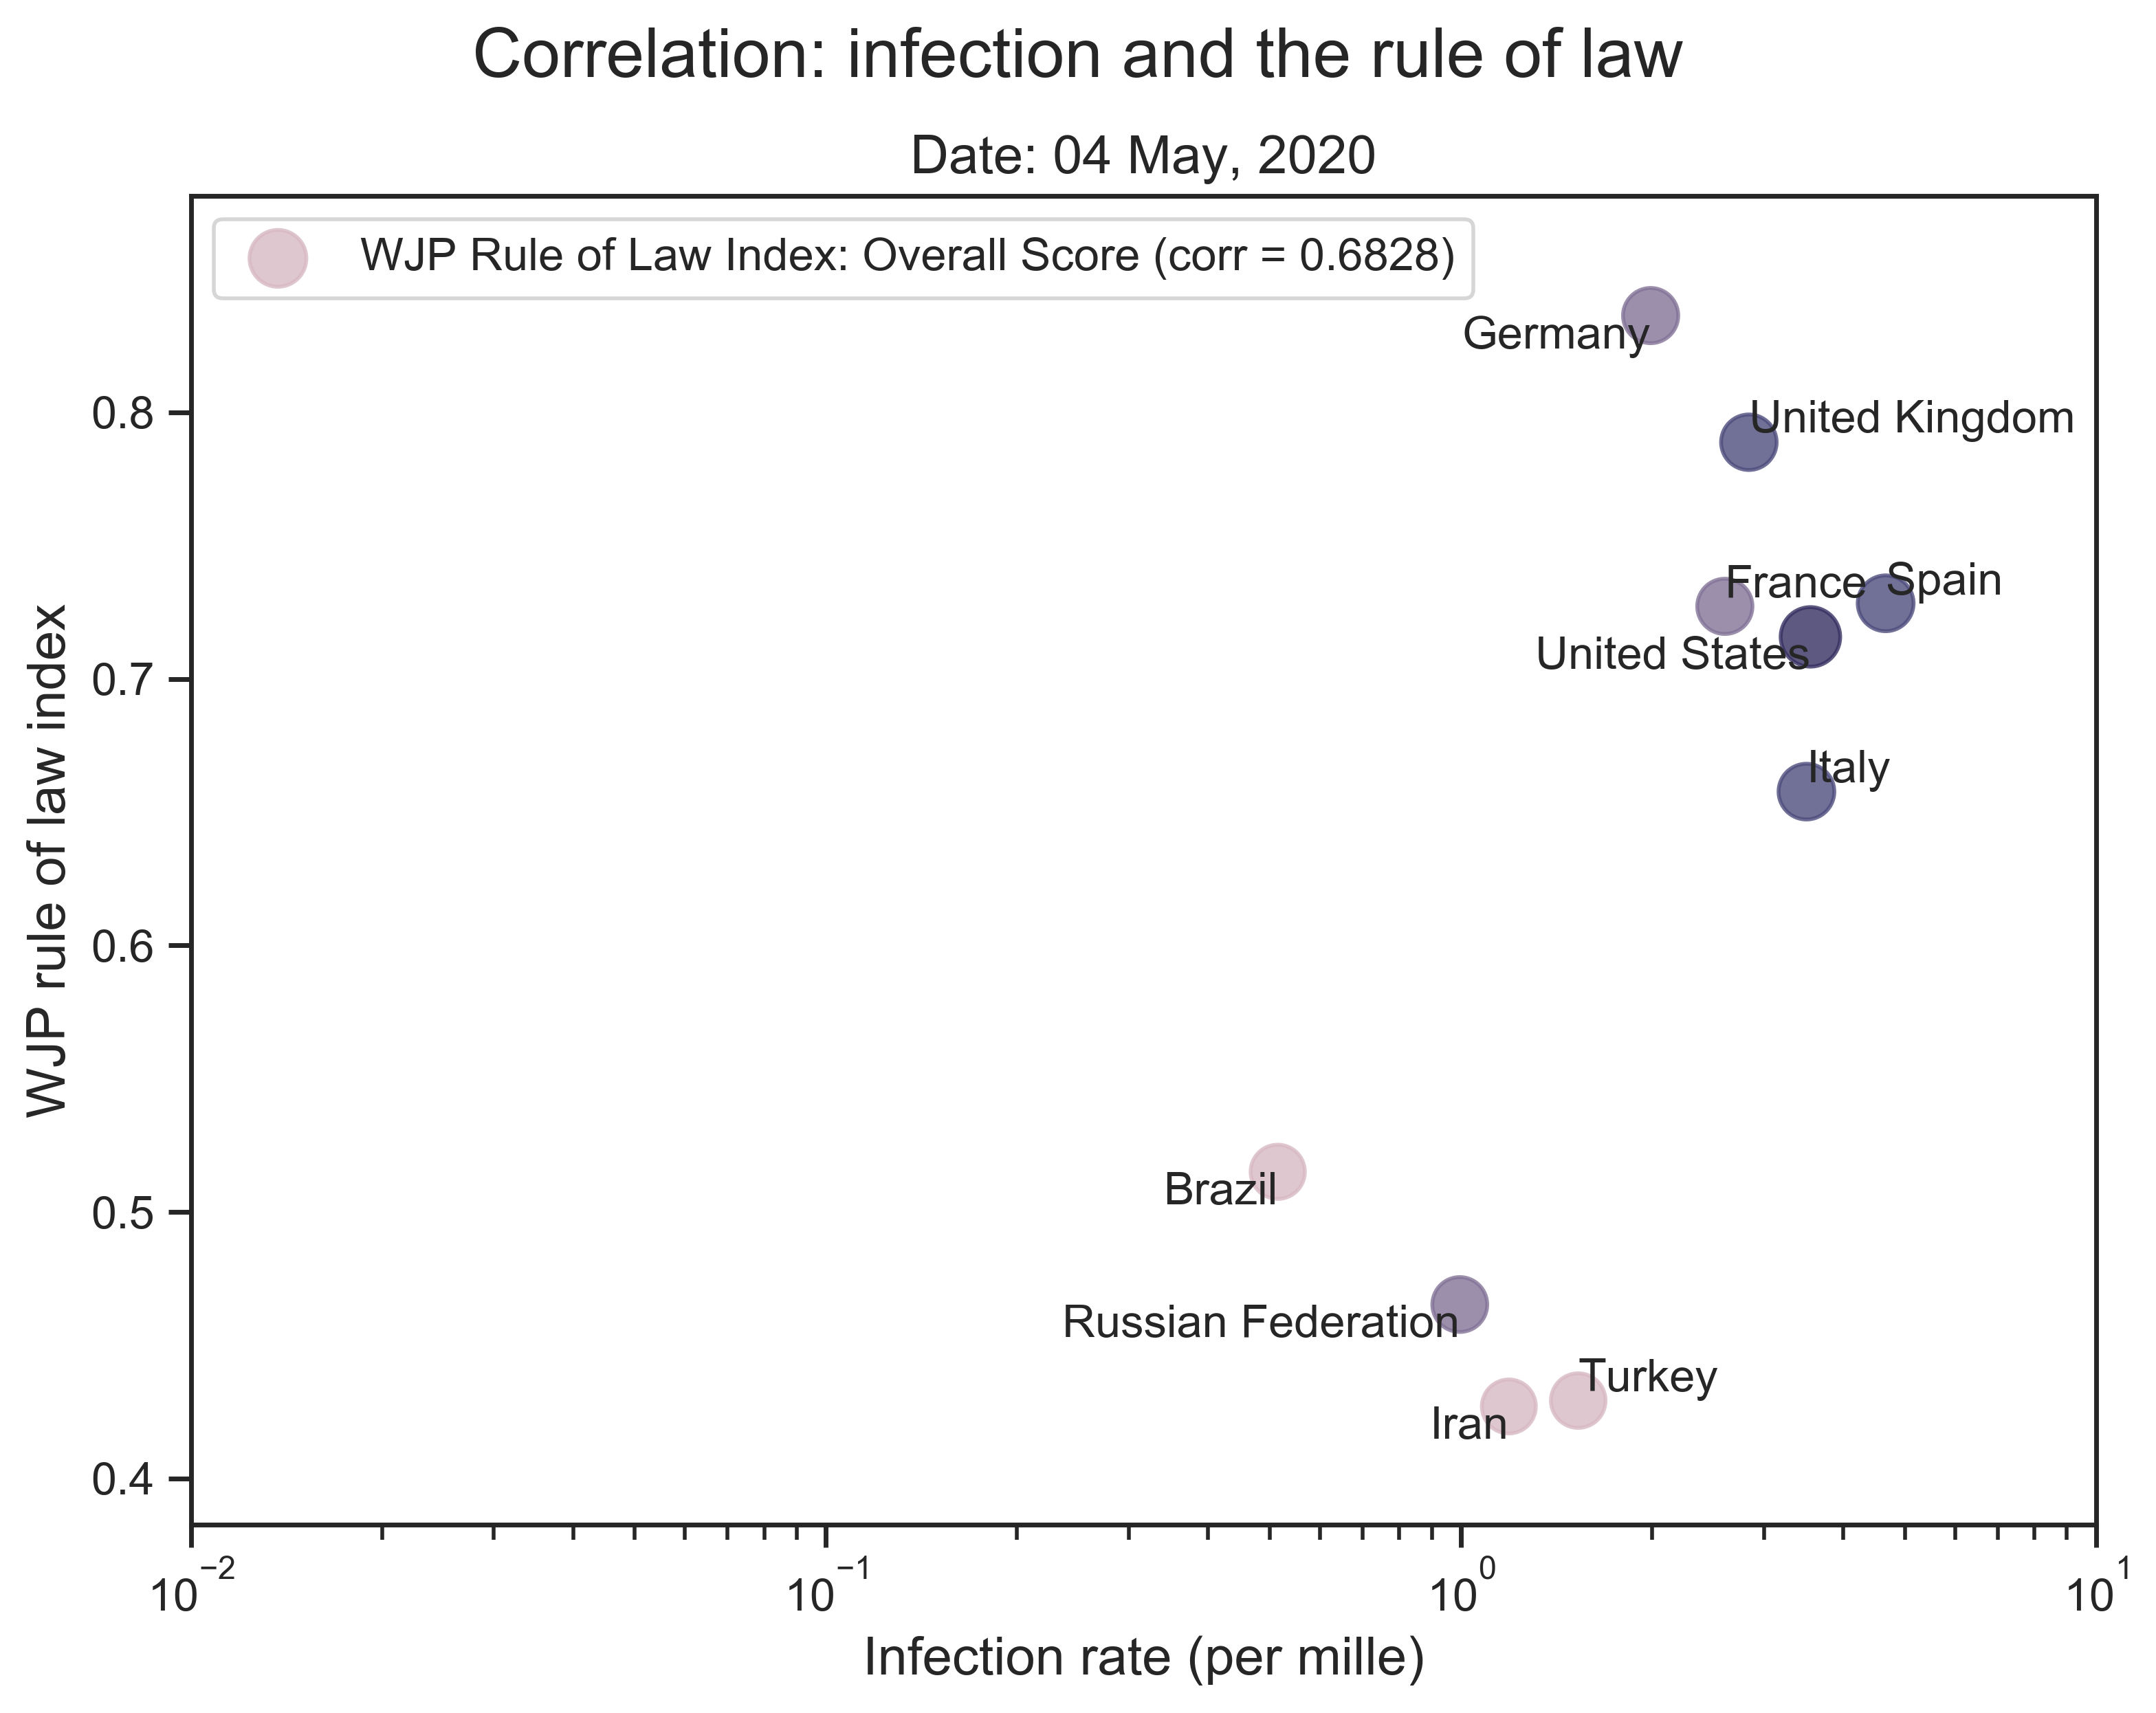 Correlation: infection and the rule of law
Date: 04 May, 2020
WJP Rule of Law Index: Overall Score (corr = 0.6828)
Germany
United Kingdom
France
Spain
United States
Italy
Brazil
Russian Federation
Turkey
Iran
WJP rule of law index
0.8
0.7
0.6
0.5
0.4
10⁻²
10⁻¹
10⁰
10¹
Infection rate (per mille)